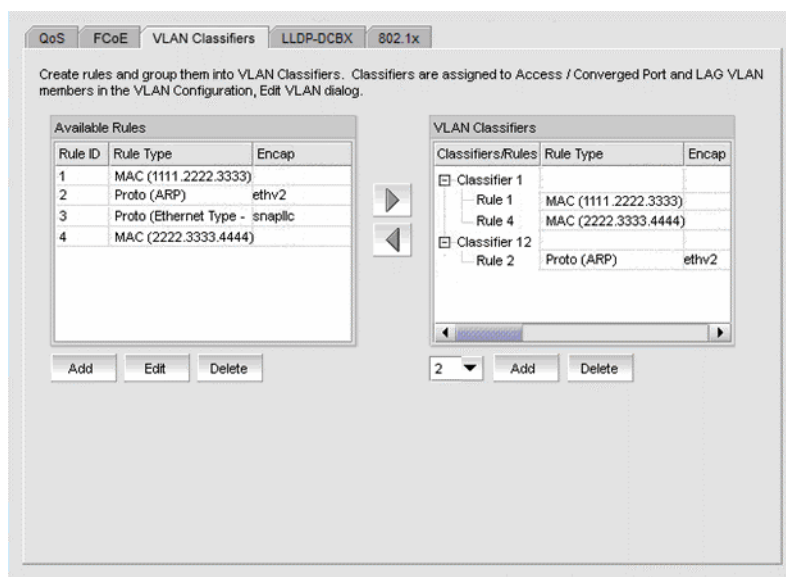 QoS FCoE VLAN Classifiers LLDP-DCBX 802.1x
Create rules and group them into VLAN Classifiers. Classifiers are assigned to Access / Converged Port and LAG VLAN
members in the VLAN Configuration, Edit VLAN dialog.
Available Rules
Rule ID Rule Type Encap
1 MAC (1111.2222.3333)
2 Proto (ARP) ethv2
3 Proto (Ethernet Type - snapllc
4 MAC (2222.3333.4444)
Add Edit Delete
VLAN Classifiers
Classifiers/Rules Rule Type Encap
Classifier 1
Rule 1 MAC (1111.2222.3333)
Rule 4 MAC (2222.3333.4444)
Classifier 12
Rule 2 Proto (ARP) ethv2
2 Add Delete